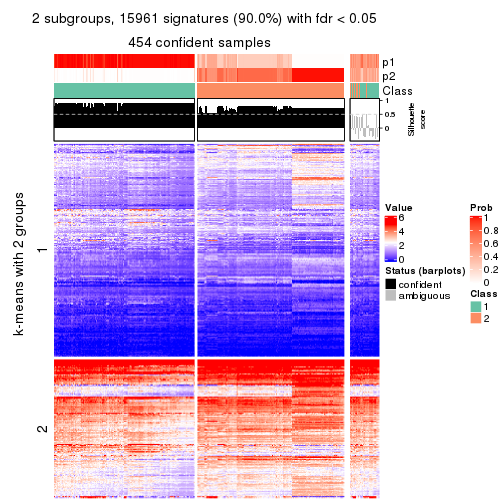 2 subgroups, 15961 signatures (90.0%) with fdr < 0.05
454 confident samples
p1
p2
Class
1
0.5
0
Silhouette
score
k-means with 2 groups
1
2
Value
6
4
2
0
Status (barplots)
confident
ambiguous
Prob
1
0.8
0.6
0.4
0.2
0
Class
1
2